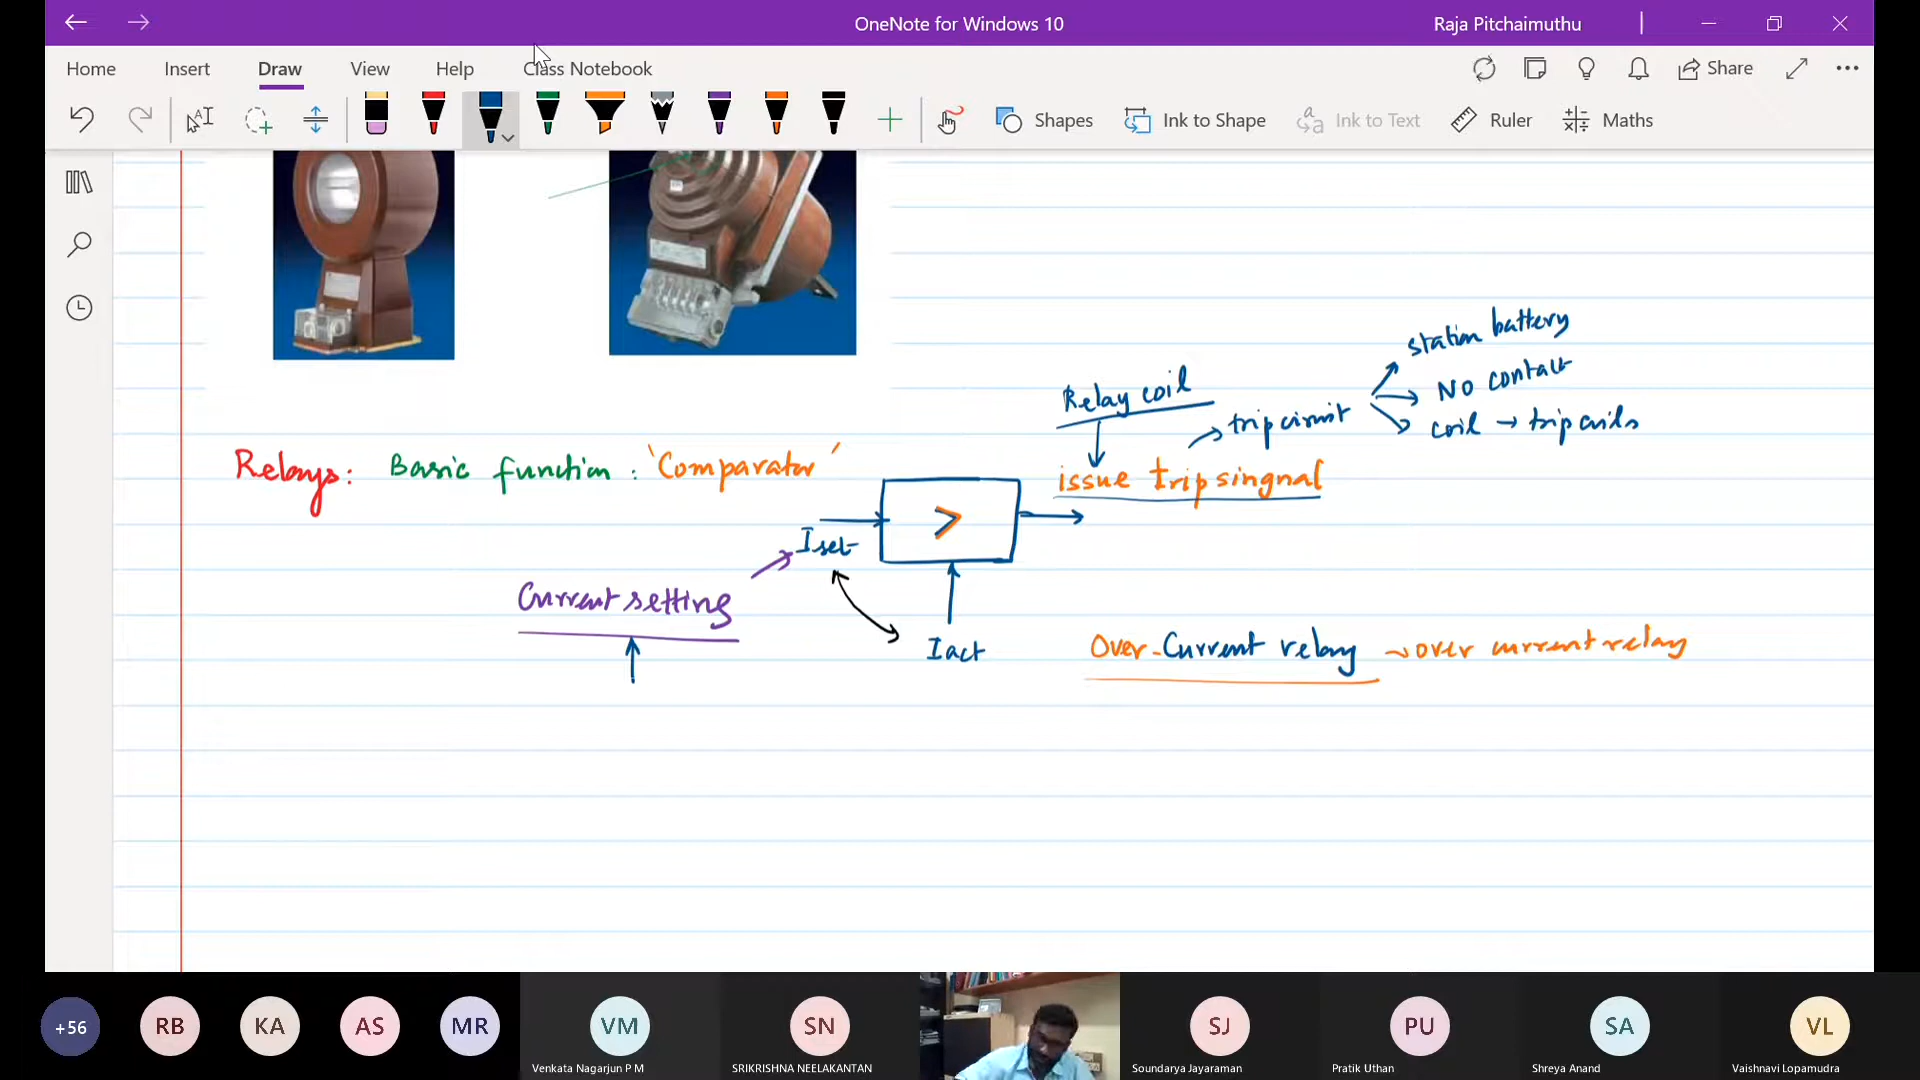 OneNote for Windows 10
Raja Pitchaimuthu
Home Insert Draw View Help Class Notebook
Share
Shapes Ink to Shape Ink to Text Ruler Maths
station battery
Relay coil
NO contact
trip circuit
coil → trip coils
Relays: Basic function : 'Comparator'
issue trip singnal
>
Iset
Current setting
Iact
Over-Current relay → over current relay
+56
RB
KA
AS
MR
VM
SN
SJ
PU
SA
VL
Venkata Nagarjun P M
SRIKRISHNA NEELAKANTAN
Soundarya Jayaraman
Pratik Uthan
Shreya Anand
Vaishnavi Lopamudra